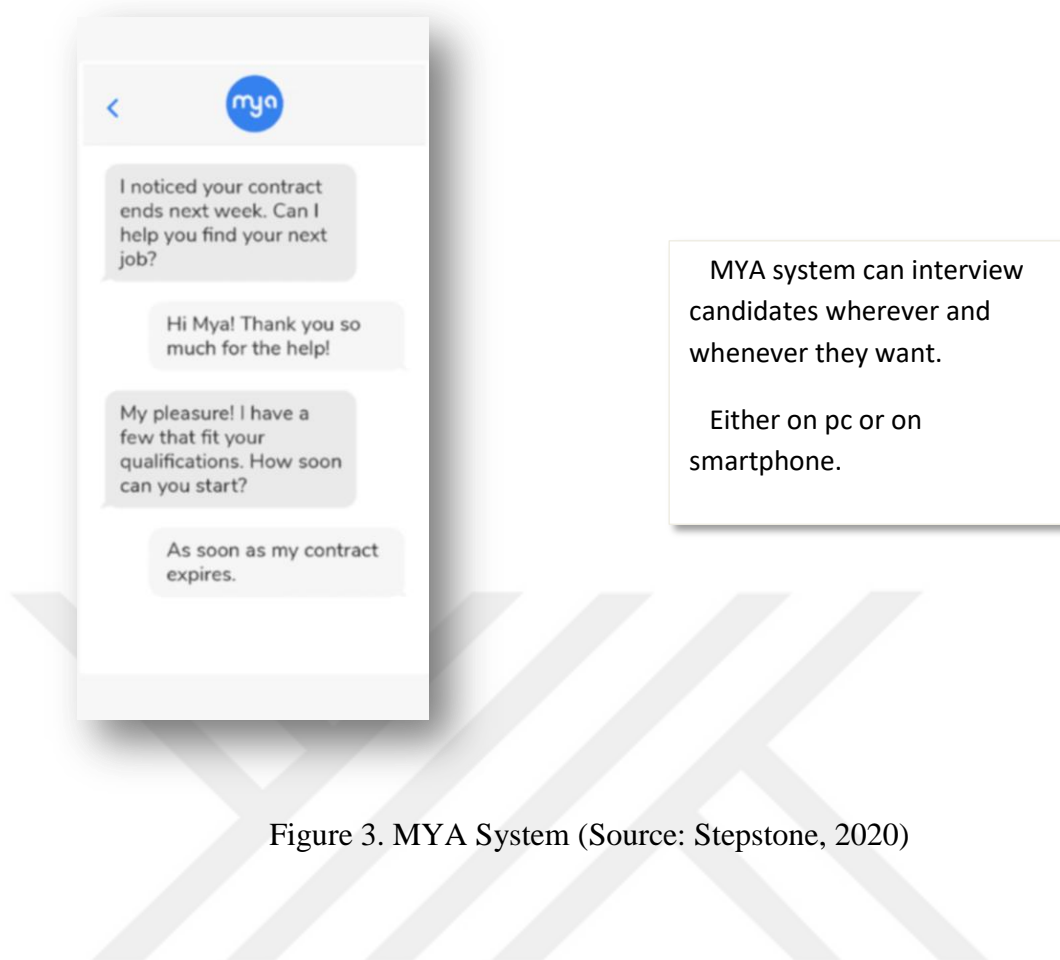 mya
I noticed your contract
ends next week. Can I
help you find your next
job?
Hi Mya! Thank you so
much for the help!
My pleasure! I have a
few that fit your
qualifications. How soon
can you start?
As soon as my contract
expires.
MYA system can interview
candidates wherever and
whenever they want.
Either on pc or on
smartphone.
Figure 3. MYA System (Source: Stepstone, 2020)